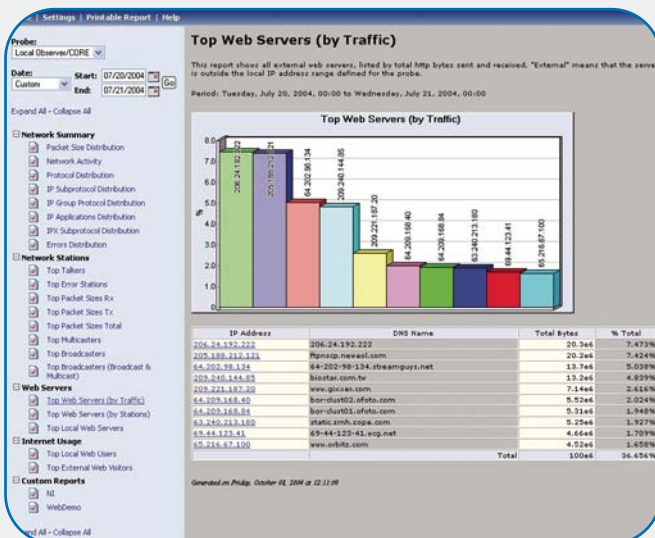 Settings | Printable Report | Help
Probe:
Local Observer/CORE
Date:
Custom
Start: 07/20/2004
End: 07/21/2004
Go
Expand All - Collapse All
Network Summary
Packet Size Distribution
Network Activity
Protocol Distribution
IP Subprotocol Distribution
IP Group Protocol Distribution
IP Applications Distribution
IPX Subprotocol Distribution
Errors Distribution
Network Stations
Top Talkers
Top Error Stations
Top Packet Sizes Rx
Top Packet Sizes Tx
Top Packet Sizes Total
Top Multicasters
Top Broadcasters
Top Broadcasters (Broadcast &
Multicast)
Web Servers
Top Web Servers (by Traffic)
Top Web Servers (by Stations)
Top Local Web Servers
Internet Usage
Top Local Web Users
Top External Web Visitors
Custom Reports
NI
WebDemo
Expand All - Collapse All
Top Web Servers (by Traffic)
This report shows all external web servers, listed by total http bytes sent and received. "External" means that the serve
is outside the local IP address range defined for the probe.
Period: Tuesday, July 20, 2004, 00:00 to Wednesday, July 21, 2004, 00:00
Top Web Servers (by Traffic)
%
8.0
7.0
6.0
5.0
4.0
3.0
2.0
1.0
0
206.24.192.222
205.188.212.121
64.202.98.134
209.240.144.85
209.221.187.20
64.209.168.40
64.209.168.84
63.240.213.180
69.44.123.41
65.216.67.100
IP Address DNS Name Total Bytes % Total
206.24.192.222 206.24.192.222 20.3e6 7.473%
205.188.212.121 ftpnscp.newaol.com 20.2e6 7.424%
64.202.98.134 64-202-98-134.streamguys.net 13.7e6 5.038%
209.240.144.85 biostar.com.tw 13.2e6 4.839%
209.221.187.20 www.gixxer.com 7.14e6 2.616%
64.209.168.40 bor-dust02.ofoto.com 5.52e6 2.024%
64.209.168.84 bor-dust01.ofoto.com 5.31e6 1.948%
63.240.213.180 static.zmh.zope.com 5.25e6 1.927%
69.44.123.41 69-44-123-41.wcg.net 4.66e6 1.709%
65.216.67.100 www.orbitz.com 4.52e6 1.658%
Total 100e6 36.656%
Generated on Friday, October 08, 2004 at 12:11:09